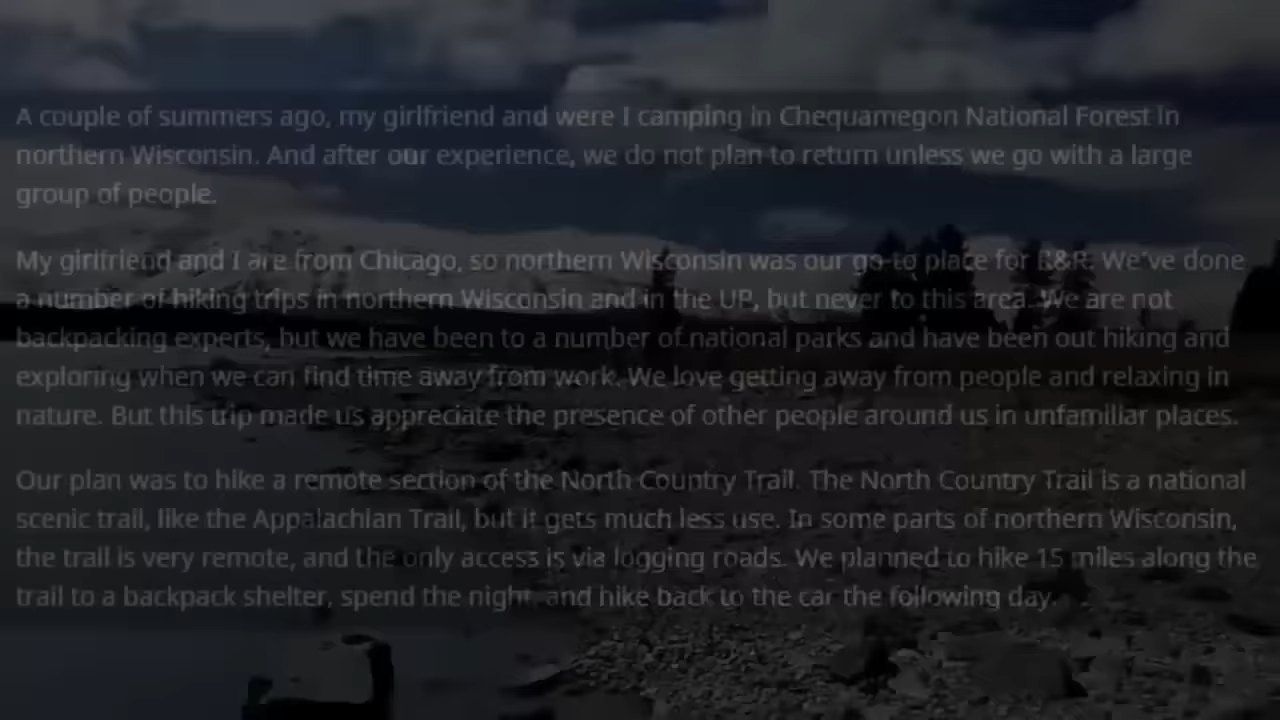 A couple of summers ago, my girlfriend and were I camping in Chequamegon National Forest in
northern Wisconsin. And after our experience, we do not plan to return unless we go with a large
group of people.
My girlfriend and I are from Chicago, so northern Wisconsin was our go to place for R&R. We've done
a number of hiking trips in northern Wisconsin and in the UP, but never to this area. We are not
backpacking experts, but we have been to a number of national parks and have been out hiking and
exploring when we can find time away from work. We love getting away from people and relaxing in
nature. But this trip made us appreciate the presence of other people around us in unfamiliar places.
Our plan was to hike a remote section of the North Country Trail. The North Country Trail is a national
scenic trail, like the Appalachian Trail, but it gets much less use. In some parts of northern Wisconsin,
the trail is very remote, and the only access is via logging roads. We planned to hike 15 miles along the
trail to a backpack shelter, spend the night and hike back to the car the following day.